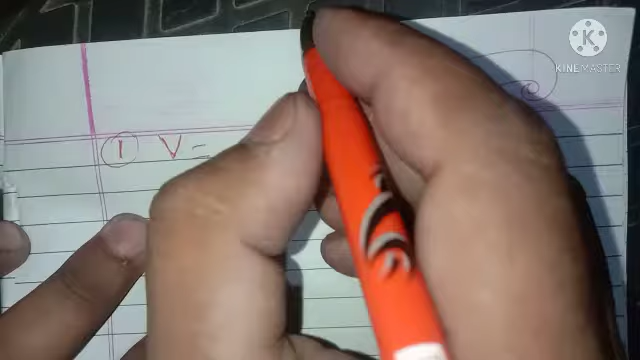 ① V =
KINEMASTER